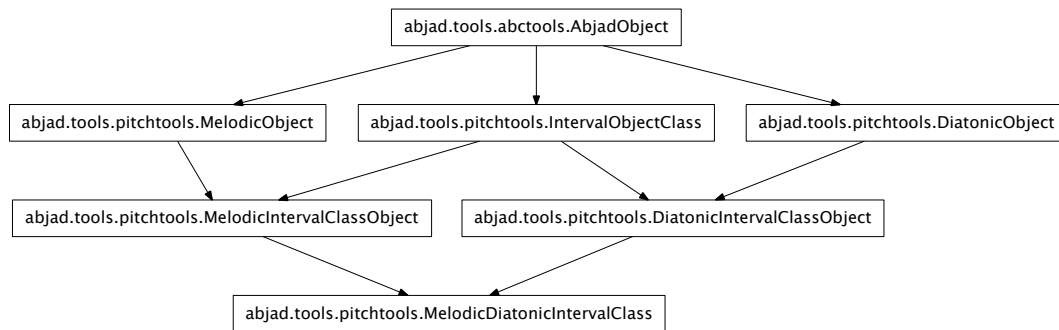 abjad.tools.abctools.AbjadObject
abjad.tools.pitchtools.MelodicObject
abjad.tools.pitchtools.IntervalObjectClass
abjad.tools.pitchtools.DiatonicObject
abjad.tools.pitchtools.MelodicIntervalClassObject
abjad.tools.pitchtools.DiatonicIntervalClassObject
abjad.tools.pitchtools.MelodicDiatonicIntervalClass